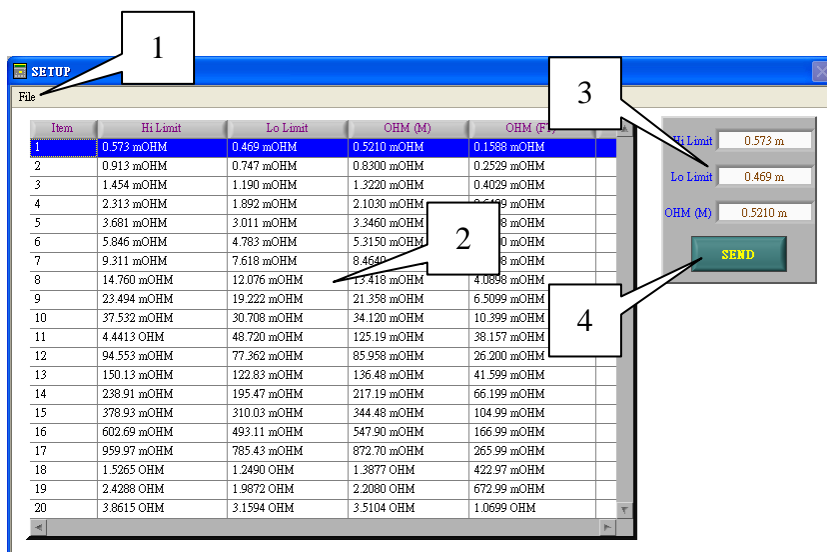 1
SETUP
File
3
Item Hi Limit Lo Limit OHM (M) OHM
1 0.573 mOHM 0.469 mOHM 0.5210 mOHM 0.1588 mOHM
2 0.913 mOHM 0.747 mOHM 0.8300 mOHM 0.2529 mOHM
3 1.454 mOHM 1.190 mOHM 1.3220 mOHM 0.4029 mOHM
4 2.313 mOHM 1.892 mOHM 2.1030 mOHM mOHM
5 3.681 mOHM 3.011 mOHM 3.3460 mOHM mOHM
6 5.846 mOHM 4.783 mOHM 5.3150 mOHM mOHM
7 9.311 mOHM 7.618 mOHM mOHM
8 14.760 mOHM 12.076 mOHM 13.418 mOHM 4.0898 mOHM
9 23.494 mOHM 19.222 mOHM 21.358 mOHM 6.5099 mOHM
10 37.532 mOHM 30.708 mOHM 34.120 mOHM 10.399 mOHM
11 4.4413 OHM 48.720 mOHM 125.19 mOHM 38.157 mOHM
12 94.553 mOHM 77.362 mOHM 85.958 mOHM 26.200 mOHM
13 150.13 mOHM 122.83 mOHM 136.48 mOHM 41.599 mOHM
14 238.91 mOHM 195.47 mOHM 217.19 mOHM 66.199 mOHM
15 378.93 mOHM 310.03 mOHM 344.48 mOHM 104.99 mOHM
16 602.69 mOHM 493.11 mOHM 547.90 mOHM 166.99 mOHM
17 959.97 mOHM 785.43 mOHM 872.70 mOHM 265.99 mOHM
18 1.5265 OHM 1.2490 OHM 1.3877 OHM 422.97 mOHM
19 2.4288 OHM 1.9872 OHM 2.2080 OHM 672.99 mOHM
20 3.8615 OHM 3.1594 OHM 3.5104 OHM 1.0699 OHM
2
Hi Limit 0.573 m
Lo Limit 0.469 m
OHM (M) 0.5210 m
SEND
4